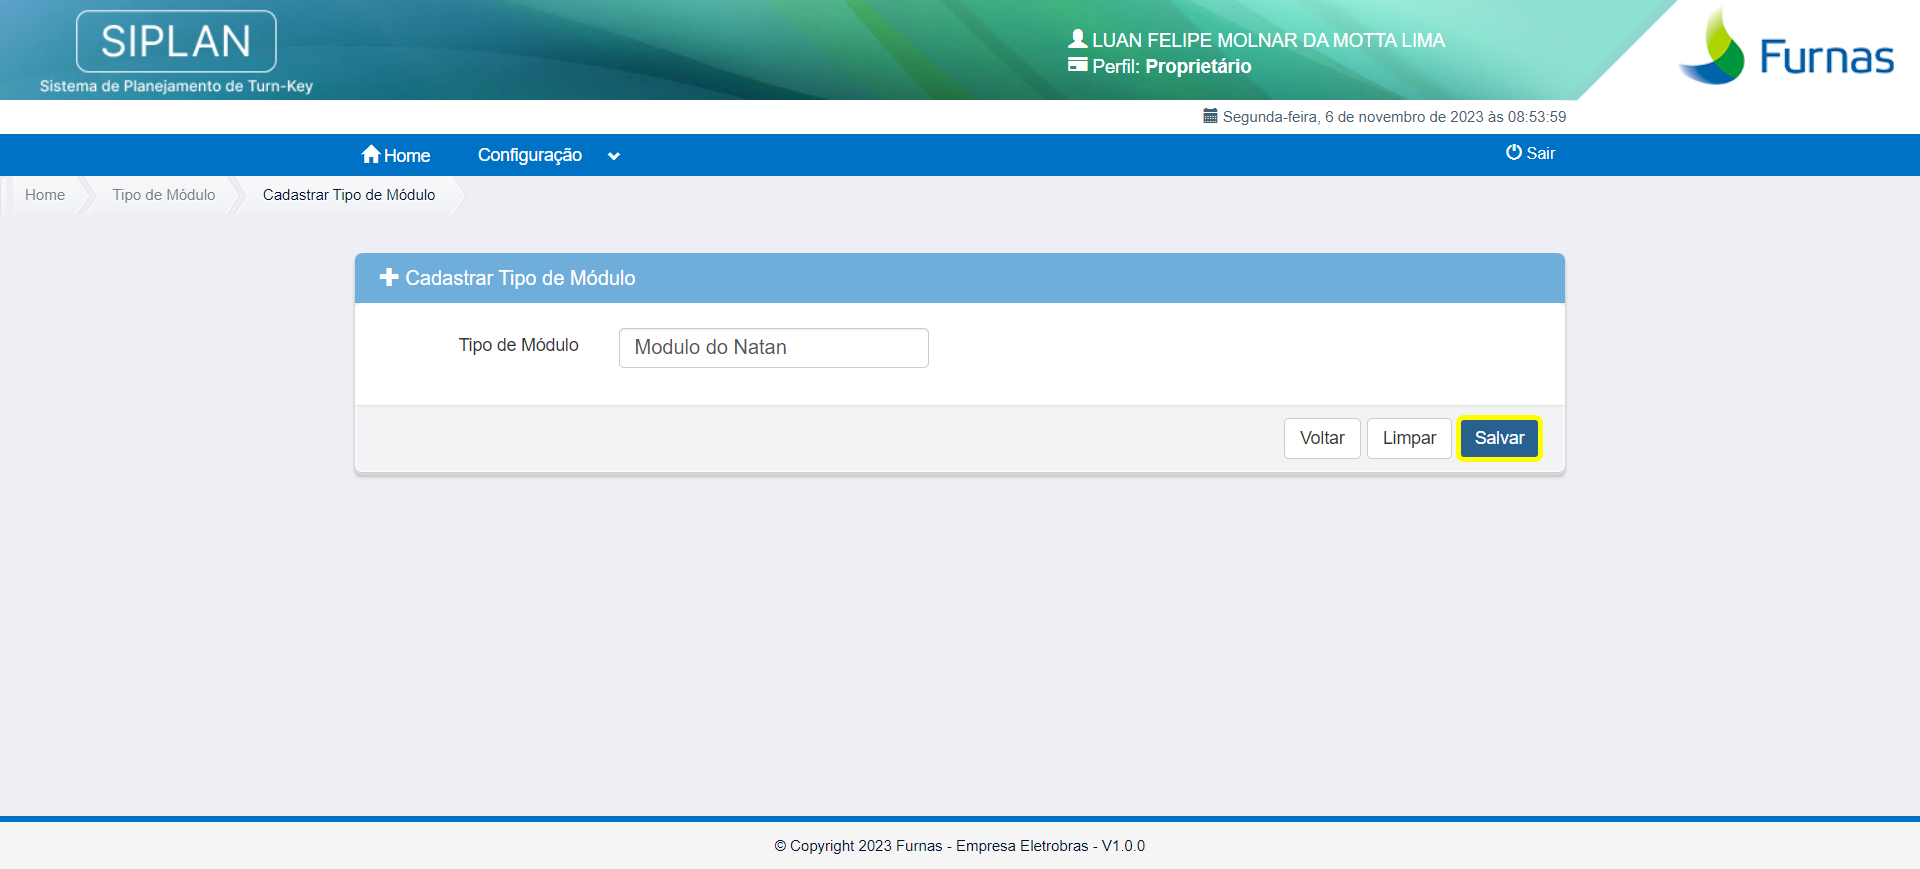 SIPLAN
Sistema de Planejamento de Turn-Key
LUAN FELIPE MOLNAR DA MOTTA LIMA
Perfil: Proprietário
Furnas
Segunda-feira, 6 de novembro de 2023 às 08:53:59
Home Configuração Sair
Home Tipo de Módulo Cadastrar Tipo de Módulo
Cadastrar Tipo de Módulo
Tipo de Módulo Modulo do Natan
Voltar Limpar Salvar
© Copyright 2023 Furnas - Empresa Eletrobras - V1.0.0